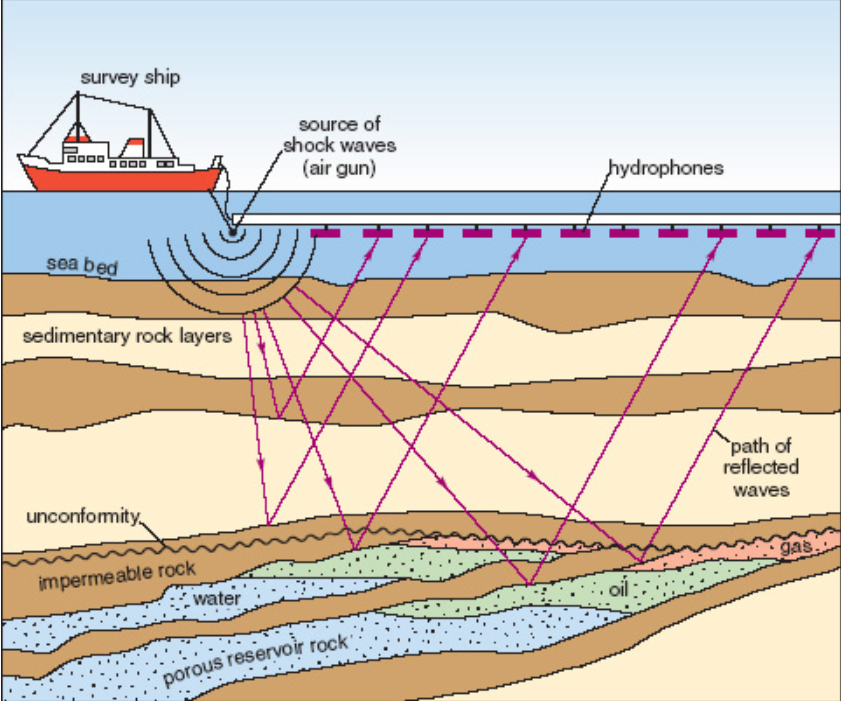 survey ship
source of
shock waves
(air gun)
hydrophones
sea bed
sedimentary rock layers
path of
reflected
waves
unconformity
gas
impermeable rock
oil
water
porous reservoir rock